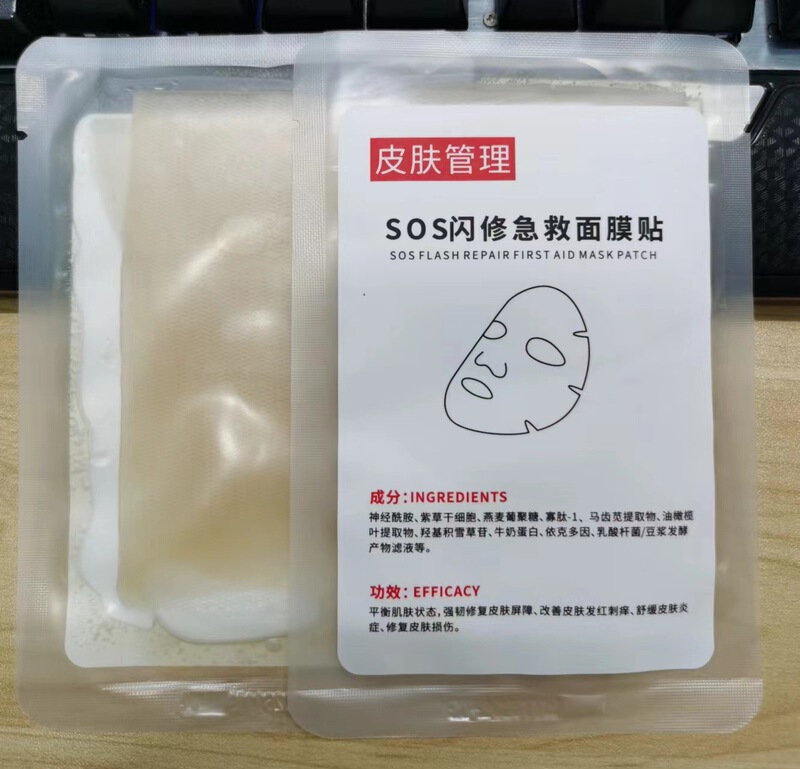 皮肤管理
SOS闪修急救面膜贴
SOS FLASH REPAIR FIRST AID MASK PATCH
成分：INGREDIENTS
神经酰胺、紫草干细胞、燕麦葡聚糖、寡肽-1、马齿苋提取物、油橄榄
叶提取物、羟基积雪草苷、牛奶蛋白、依克多因、乳酸杆菌/豆浆发酵
产物滤液等。
功效：EFFICACY
平衡肌肤状态，强韧修复皮肤屏障、改善皮肤发红刺痒、舒缓皮肤炎
症、修复皮肤损伤。